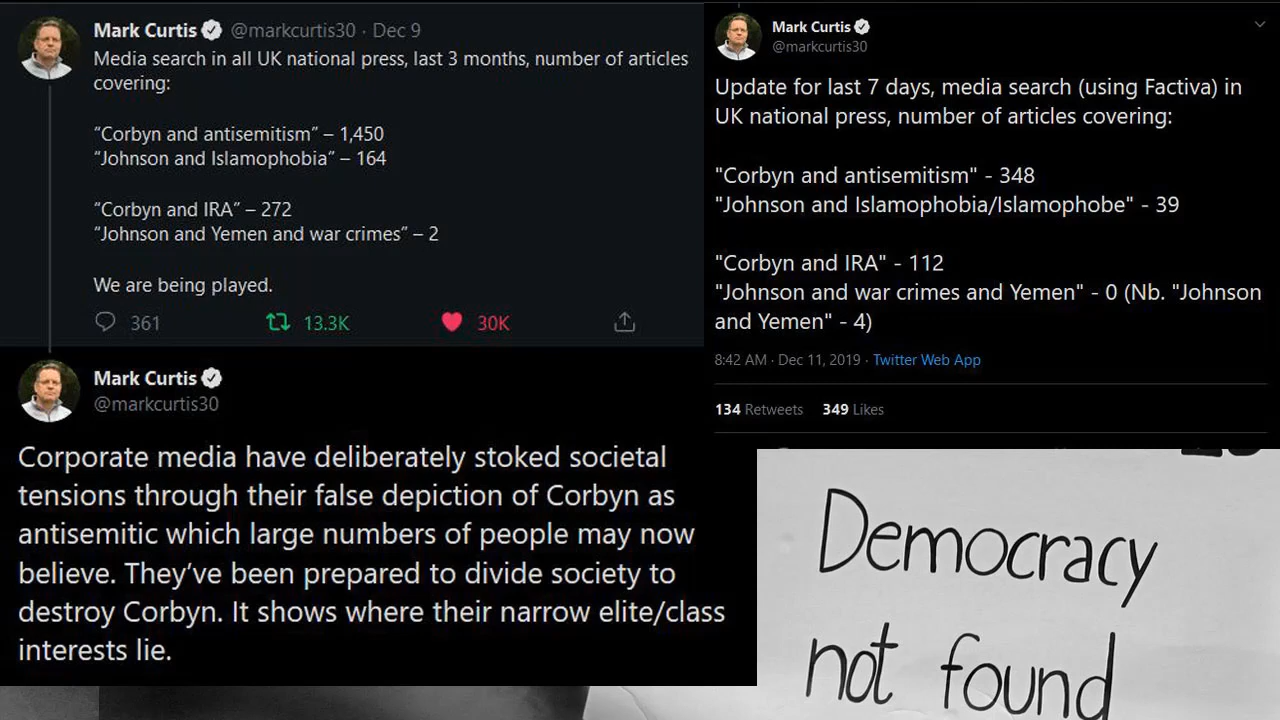 Mark Curtis @markcurtis30 · Dec 9
Media search in all UK national press, last 3 months, number of articles
covering:
“Corbyn and antisemitism” – 1,450
“Johnson and Islamophobia” – 164
“Corbyn and IRA” – 272
“Johnson and Yemen and war crimes” – 2
We are being played.
361 13.3K 30K
Mark Curtis
@markcurtis30
Corporate media have deliberately stoked societal
tensions through their false depiction of Corbyn as
antisemitic which large numbers of people may now
believe. They’ve been prepared to divide society to
destroy Corbyn. It shows where their narrow elite/class
interests lie.
Mark Curtis
@markcurtis30
Update for last 7 days, media search (using Factiva) in
UK national press, number of articles covering:
"Corbyn and antisemitism" - 348
"Johnson and Islamophobia/Islamophobe" - 39
"Corbyn and IRA" - 112
"Johnson and war crimes and Yemen" - 0 (Nb. "Johnson
and Yemen" - 4)
8:42 AM · Dec 11, 2019 · Twitter Web App
134 Retweets 349 Likes
Democracy
not found